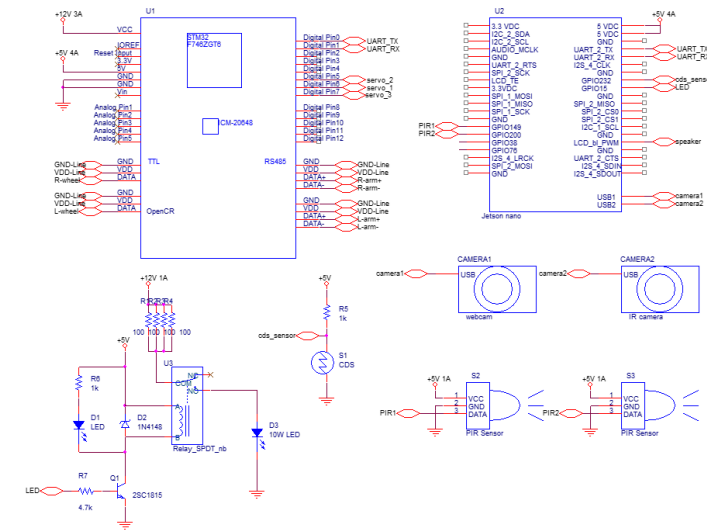 +12V 3A
U1
VCC
STM32
F746ZGT6
IOREF
Reset Input
+5V 4A
3.3V
5V
GND
GND
Vin
Analog Pin1
Analog Pin2
Analog Pin3
Analog Pin4
Analog Pin5
ICM-20648
Digital Pin0
Digital Pin1
Digital Pin2
Digital Pin3
Digital Pin4
Digital Pin5
Digital Pin6
Digital Pin7
UART_TX
UART_RX
servo_2
servo_1
servo_3
Digital Pin8
Digital Pin9
Digital Pin10
Digital Pin11
Digital Pin12
GND-Line GND TTL
VDD-Line VDD
R-wheel DATA
GND-Line GND
VDD-Line VDD
L-wheel DATA OpenCR
RS485 GND GND-Line
VDD VDD-Line
DATA+ R-arm+
DATA- R-arm-
GND GND-Line
VDD VDD-Line
DATA+ L-arm+
DATA- L-arm-
U2
+5V 4A
3.3 VDC
I2C_2_SDA
I2C_2_SCL
AUDIO_MCLK
GND
UART_2_RTS
SPI_2_SCK
LCD_TE
3.3VDC
SPI_1_MOSI
SPI_1_MISO
SPI_1_SCK
GND
PIR1 GPIO149
PIR2 GPIO200
GPIO38
GPIO76
I2S_4_LRCK
SPI_2_MOSI
GND
5 VDC
5 VDC
GND
UART_2_TX UART_TX
UART_2_RX UART_RX
I2S_4_CLK
GND
GPIO232 cds_sens
GPIO15 LED
GND
SPI_2_MISO
SPI_2_CS0
SPI_2_CS1
I2C_1_SCL
GND
LCD_bl_PWM speaker
GND
UART_2_CTS
I2S_4_SDIN
I2S_4_SDOUT
USB1 camera1
USB2 camera2
Jetson nano
CAMERA1
camera1 USB
webcam
CAMERA2
camera2 USB
IR camera
+12V 1A
R1 R2 R3 R4
100 100 100 100
+5V
U3
NC
COM
NO
A
B
Relay_SPDT_nb
R6
1k
D1
LED
D2
1N4148
D3
10W LED
R7
LED
4.7k
Q1
2SC1815
+5V
R5
1k
cds_sensor
S1
CDS
+5V 1A
S2
1 VCC
2 GND
PIR1 3 DATA
PIR Sensor
+5V 1A
S3
1 VCC
2 GND
PIR2 3 DATA
PIR Sensor